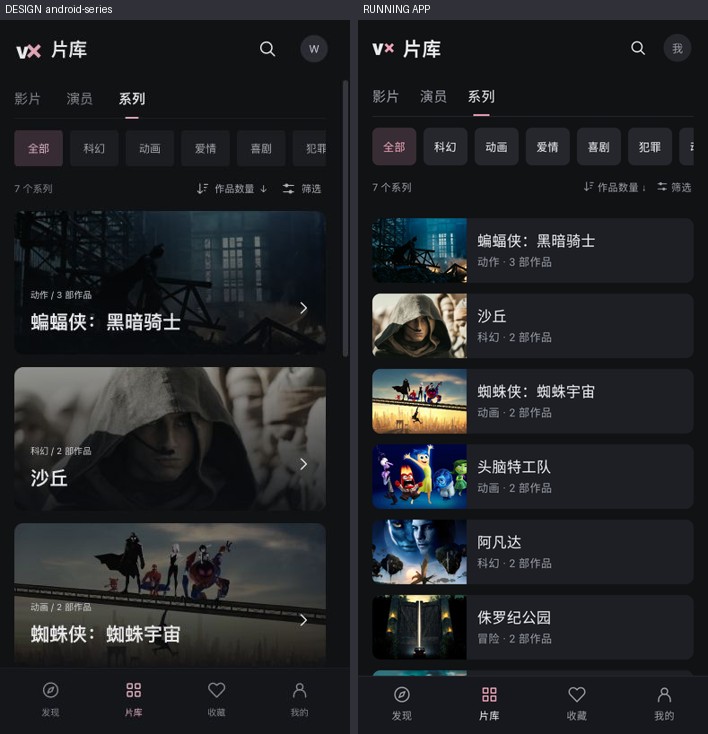 DESIGN android-series
vx 片库
W
影片 演员 系列
全部 科幻 动画 爱情 喜剧 犯罪
7 个系列 作品数量 ↓ 筛选
动作 / 3 部作品
蝙蝠侠：黑暗骑士
科幻 / 2 部作品
沙丘
动画 / 2 部作品
蜘蛛侠：蜘蛛宇宙
发现 片库 收藏 我的
RUNNING APP
vx 片库
我
影片 演员 系列
全部 科幻 动画 爱情 喜剧 犯罪
7 个系列 作品数量 ↓ 筛选
蝙蝠侠：黑暗骑士
动作 · 3 部作品
沙丘
科幻 · 2 部作品
蜘蛛侠：蜘蛛宇宙
动画 · 2 部作品
头脑特工队
动画 · 2 部作品
阿凡达
科幻 · 2 部作品
侏罗纪公园
冒险 · 2 部作品
发现 片库 收藏 我的